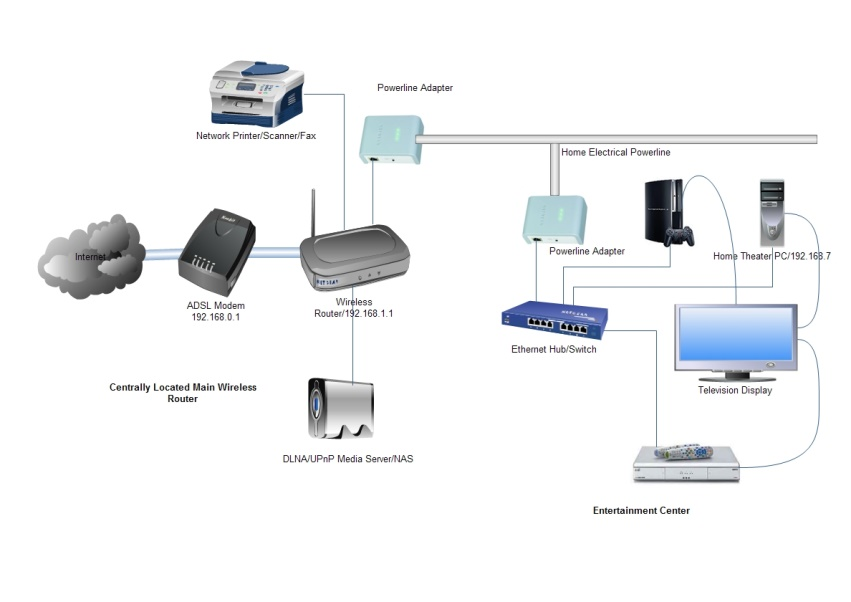 Powerline Adapter
Network Printer/Scanner/Fax
Home Electrical Powerline
Internet
Powerline Adapter
Home Theater PC/192.168.7
ADSL Modem
192.168.0.1
Wireless
Router/192.168.1.1
NETGEAR
NETGEAR
Ethernet Hub/Switch
Centrally Located Main Wireless
Router
Television Display
DLNA/UPnP Media Server/NAS
Entertainment Center